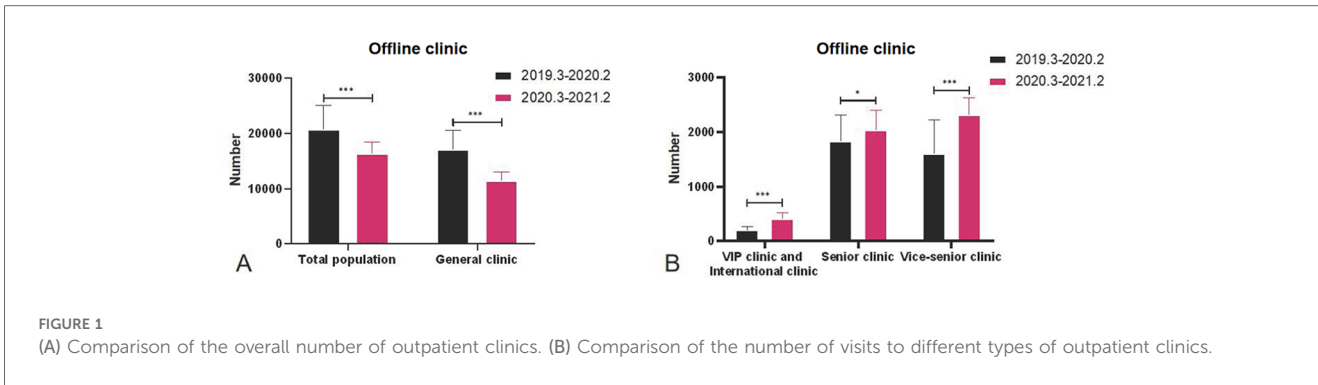 Offline clinic
2019.3-2020.2
2020.3-2021.2
30000
20000
10000
0
Number
***
***
Total population
General clinic
A
Offline clinic
2019.3-2020.2
2020.3-2021.2
3000
2000
1000
0
Number
***
*
***
VIP clinic and
International clinic
Senior clinic
Vice-senior clinic
B
FIGURE 1
(A) Comparison of the overall number of outpatient clinics. (B) Comparison of the number of visits to different types of outpatient clinics.